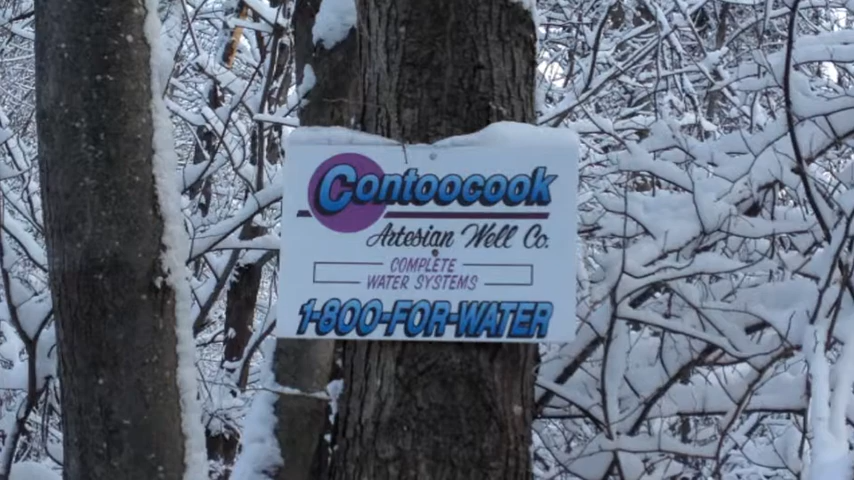 Contoocook
Artesian Well Co.
COMPLETE
WATER SYSTEMS
1-800-FOR-WATER